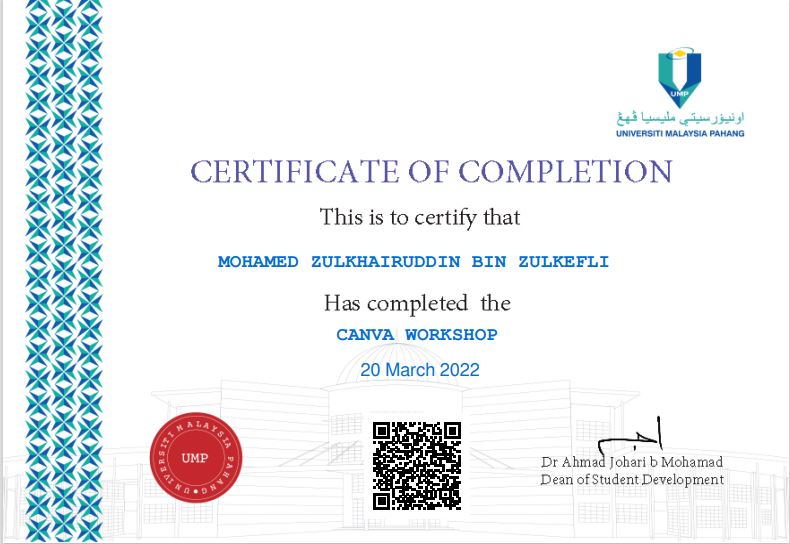 UMP
اونيۏرسيتي مليسيا ڤهڠ
UNIVERSITI MALAYSIA PAHANG
CERTIFICATE OF COMPLETION
This is to certify that
MOHAMED ZULKHAIRUDDIN BIN ZULKEFLI
Has completed the
CANVA WORKSHOP
20 March 2022
UNIVERSITI MALAYSIA PAHANG
UMP
Dr Ahmad Johari b Mohamad
Dean of Student Development